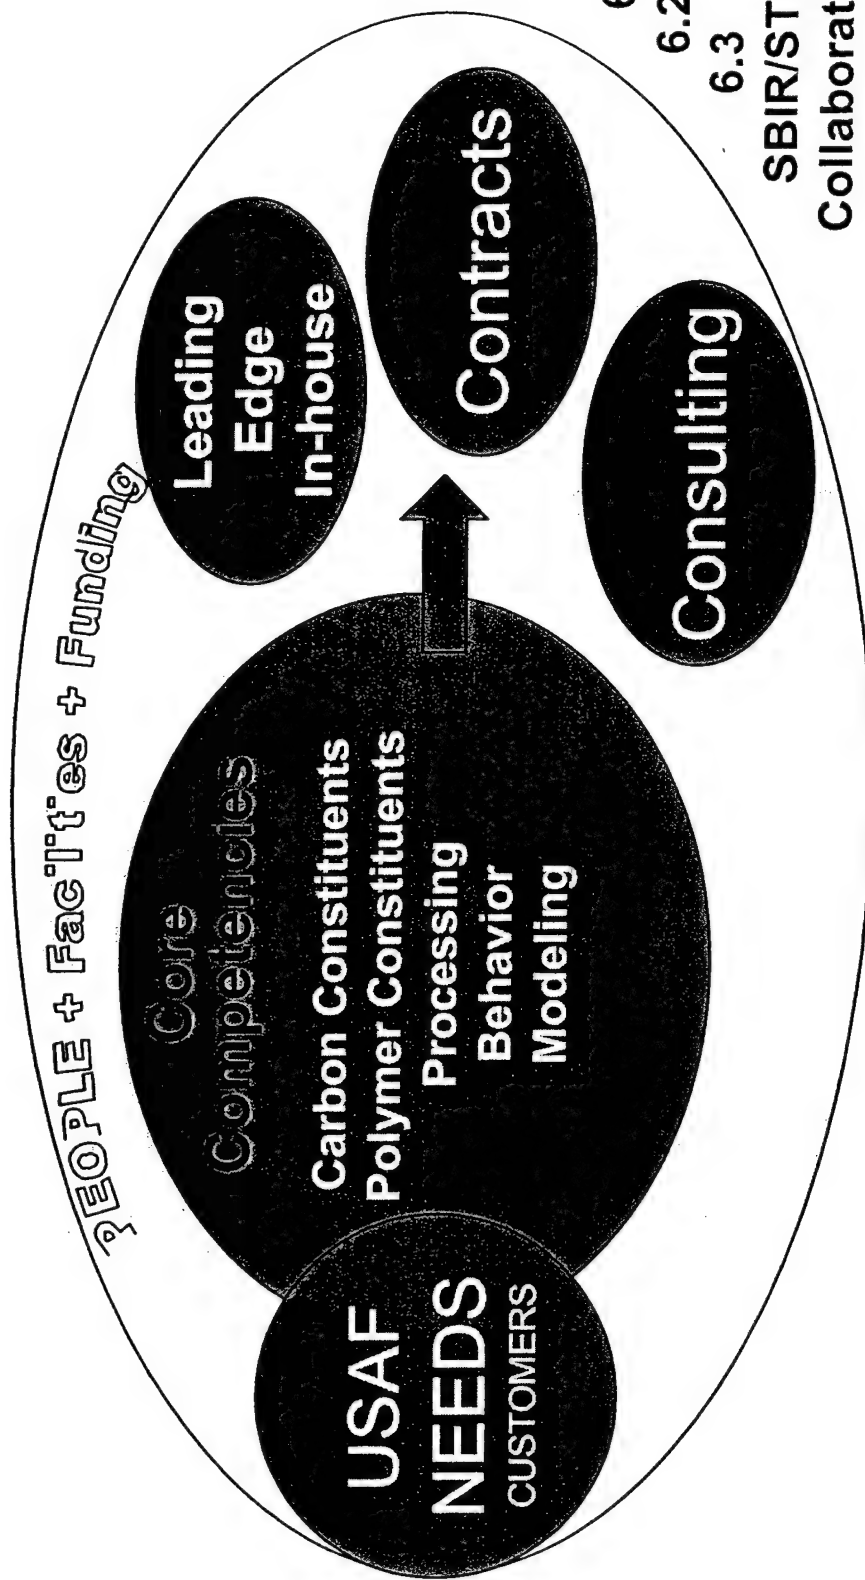 PEOPLE + Facilities + Funding
USAF
NEEDS
CUSTOMERS
Core
Competencies
Carbon Constituents
Polymer Constituents
Processing
Behavior
Modeling
Leading
Edge
In-house
Contracts
Consulting
6.2
6.3
SBIR/ST
Collaborat